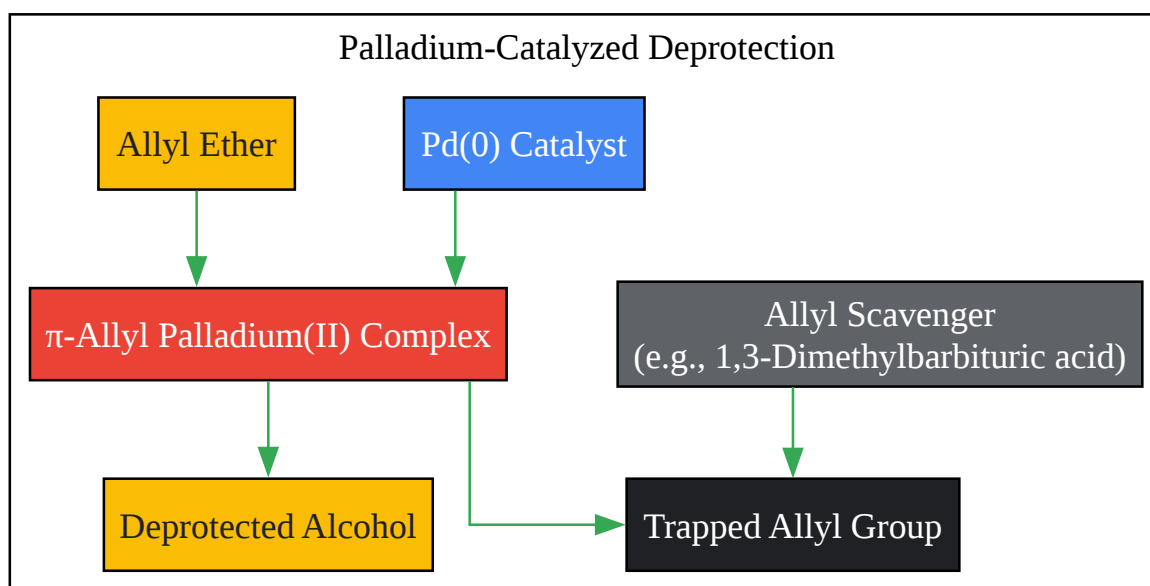 Palladium-Catalyzed Deprotection
Allyl Ether
Pd(0) Catalyst
π-Allyl Palladium(II) Complex
Allyl Scavenger
(e.g., 1,3-Dimethylbarbituric acid)
Deprotected Alcohol
Trapped Allyl Group